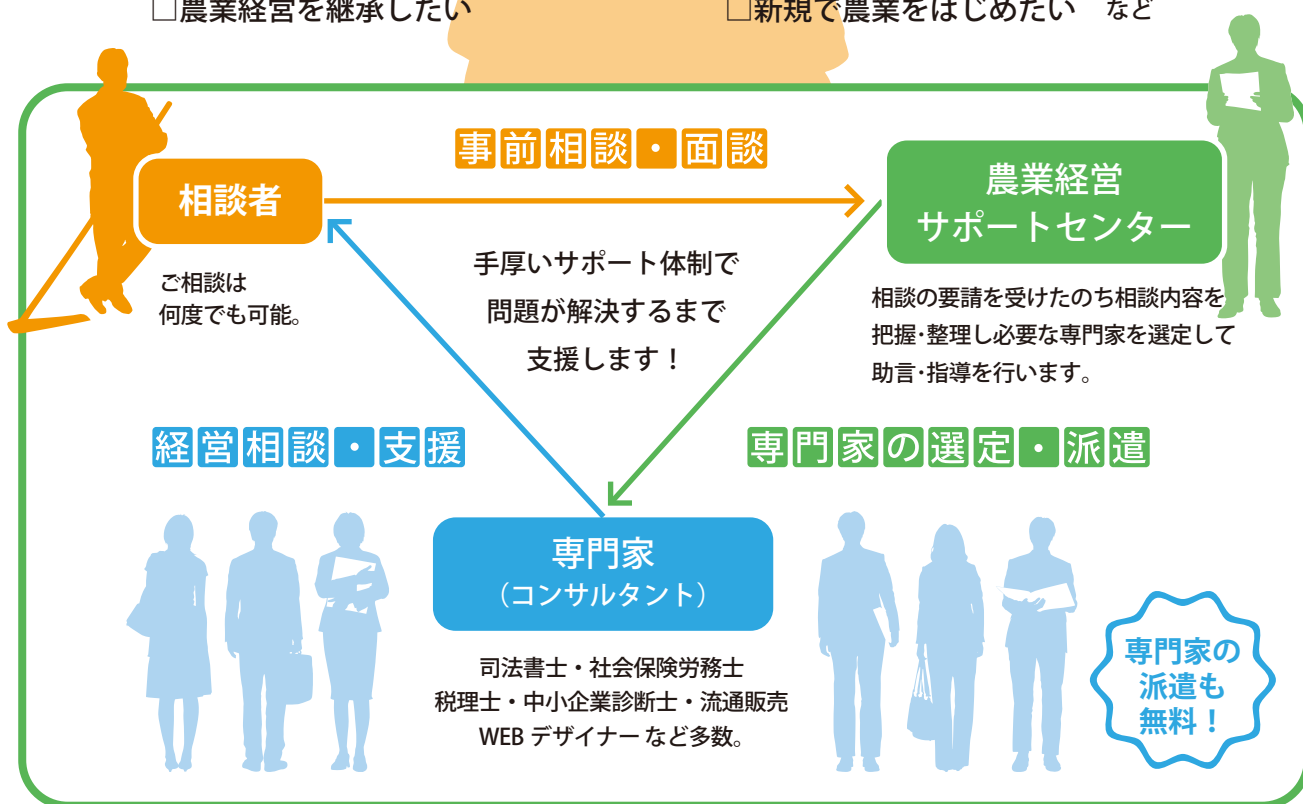 □農業経営を継承したい
□新規で農業をはじめたい など
事前相談・面談
相談者
農業経営
サポートセンター
ご相談は
何度でも可能。
手厚いサポート体制で
問題が解決するまで
支援します！
相談の要請を受けたのち相談内容を
把握・整理し必要な専門家を選定して
助言・指導を行います。
経営相談・支援
専門家の選定・派遣
専門家
（コンサルタント）
司法書士・社会保険労務士
税理士・中小企業診断士・流通販売
WEB デザイナー など多数。
専門家の
派遣も
無料！